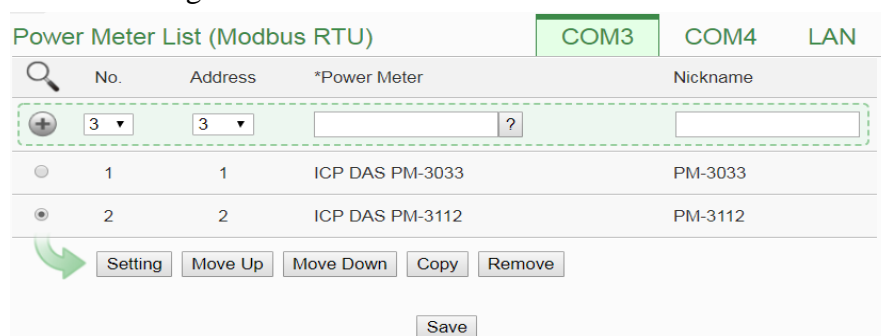 Power Meter List (Modbus RTU) COM3 COM4 LAN
No. Address *Power Meter Nickname
3 3 ?
1 1 ICP DAS PM-3033 PM-3033
2 2 ICP DAS PM-3112 PM-3112
Setting Move Up Move Down Copy Remove
Save